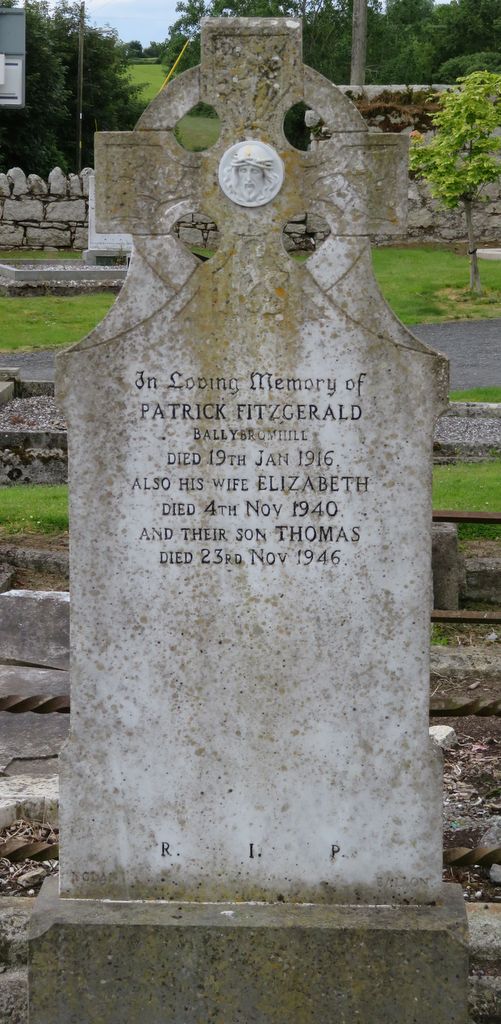 In Loving Memory of
PATRICK FITZGERALD
BALLYBROMHILL
DIED 19TH JAN 1916
ALSO HIS WIFE ELIZABETH
DIED 4TH NOV 1940
AND THEIR SON THOMAS
DIED 23RD NOV 1946.
R. I. P.